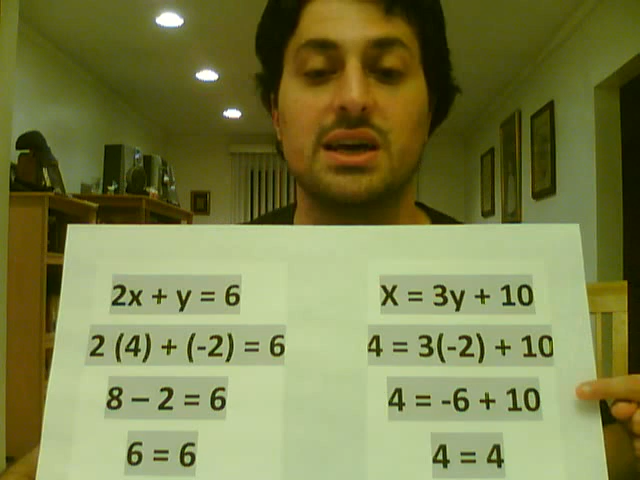 2x + y = 6
2 (4) + (-2) = 6
8 – 2 = 6
6 = 6
X = 3y + 10
4 = 3(-2) + 10
4 = -6 + 10
4 = 4